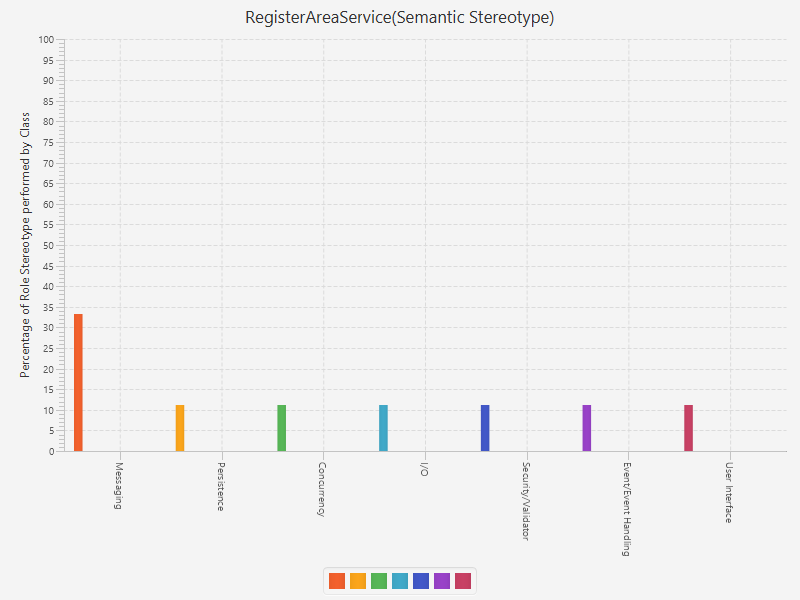 RegisterAreaService(Semantic Stereotype)
Percentage of Role Stereotype performed by Class
100
95
90
85
80
75
70
65
60
55
50
45
40
35
30
25
20
15
10
5
0
Messaging
Persistence
Concurrency
I/O
Security/Validator
Event/Event Handling
User Interface